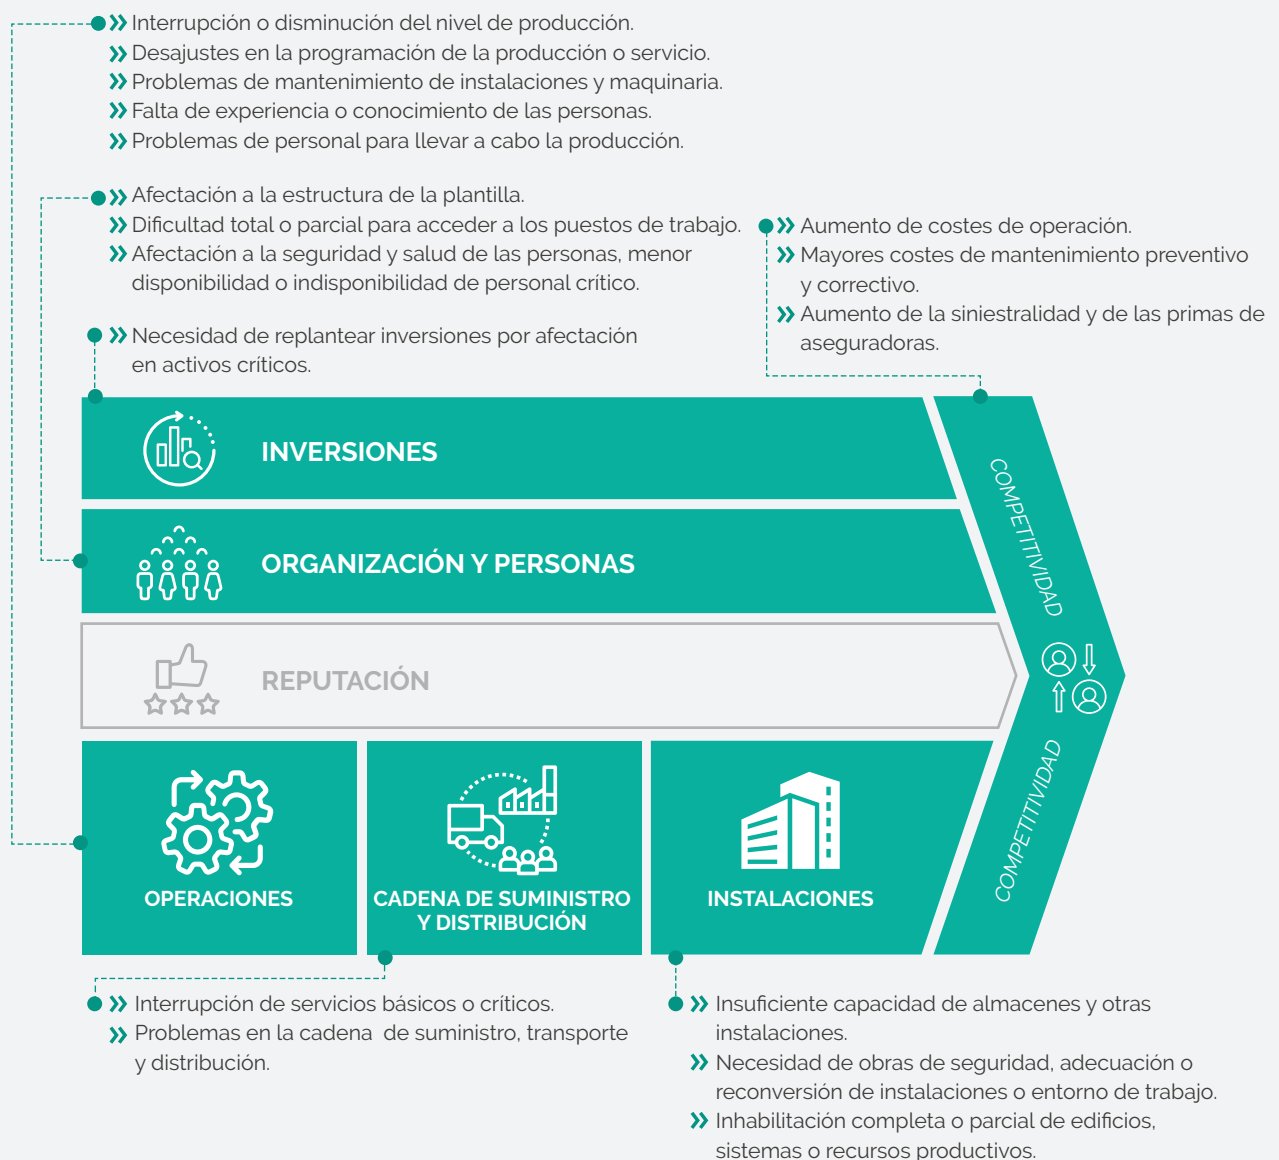 Interrupción o disminución del nivel de producción.
Desajustes en la programación de la producción o servicio.
Problemas de mantenimiento de instalaciones y maquinaria.
Falta de experiencia o conocimiento de las personas.
Problemas de personal para llevar a cabo la producción.
Afectación a la estructura de la plantilla.
Dificultad total o parcial para acceder a los puestos de trabajo.
Afectación a la seguridad y salud de las personas, menor
disponibilidad o indisponibilidad de personal crítico.
Necesidad de replantear inversiones por afectación
en activos críticos.
Aumento de costes de operación.
Mayores costes de mantenimiento preventivo
y correctivo.
Aumento de la siniestralidad y de las primas de
aseguradoras.
INVERSIONES
ORGANIZACIÓN Y PERSONAS
REPUTACIÓN
COMPETITIVIDAD
COMPETITIVIDAD
OPERACIONES
CADENA DE SUMINISTRO
Y DISTRIBUCIÓN
INSTALACIONES
Interrupción de servicios básicos o críticos.
Problemas en la cadena de suministro, transporte
y distribución.
Insuficiente capacidad de almacenes y otras
instalaciones.
Necesidad de obras de seguridad, adecuación o
reconversión de instalaciones o entorno de trabajo.
Inhabilitación completa o parcial de edificios,
sistemas o recursos productivos.